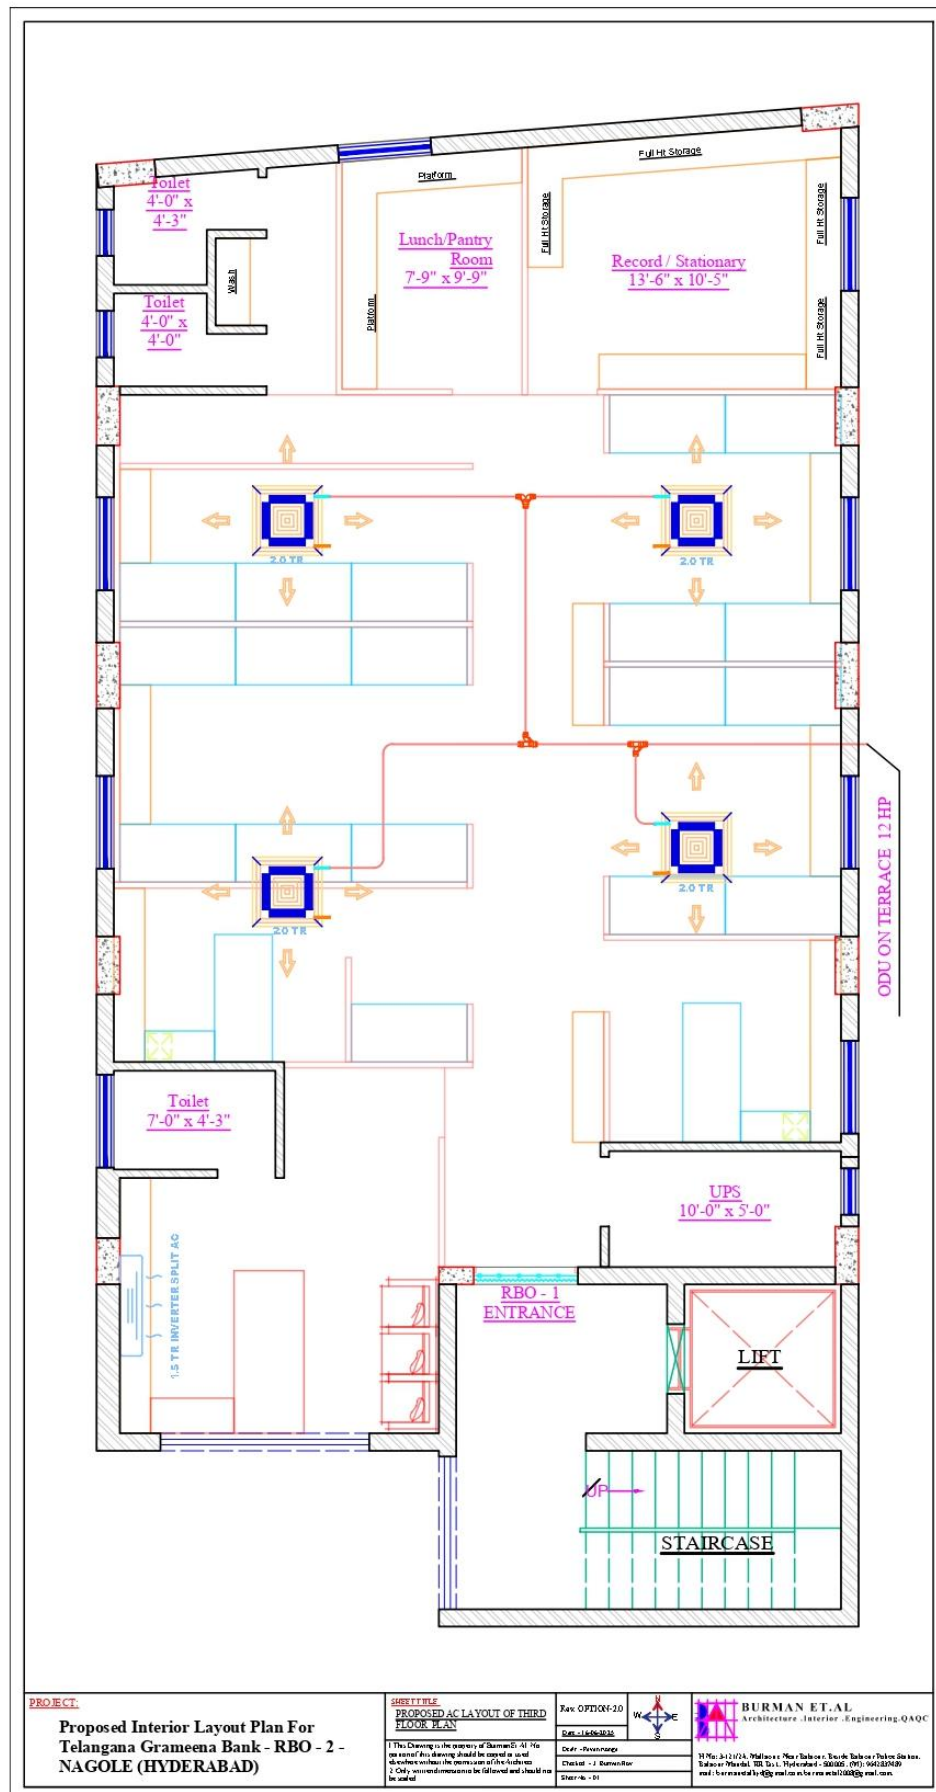 Full Ht Storage
Platform
Toilet
4'-0" x
4'-3"
Full Ht Storage
Full Ht Storage
Lunch/Pantry
Room
7'-9" x 9'-9"
Record / Stationary
13'-6" x 10'-5"
Wash
Toilet
4'-0" x
4'-0"
Platform
Full Ht Storage
2.0 TR
2.0 TR
ODU ON TERRACE 12 HP
2.0 TR
2.0 TR
Toilet
7'-0" x 4'-3"
UPS
10'-0" x 5'-0"
1.5 TR INVERTER SPLIT AC
RBO - 1
ENTRANCE
LIFT
UP
STAIRCASE
PROJECT:
Proposed Interior Layout Plan For
Telangana Grameena Bank - RBO - 2 -
NAGOLE (HYDERABAD)
SHEET TITLE
PROPOSED AC LAYOUT OF THIRD
FLOOR PLAN
Rev: OPTION-2.0
N
W E
S
BURMAN ET.AL
Architecture .Interior .Engineering.QAQC